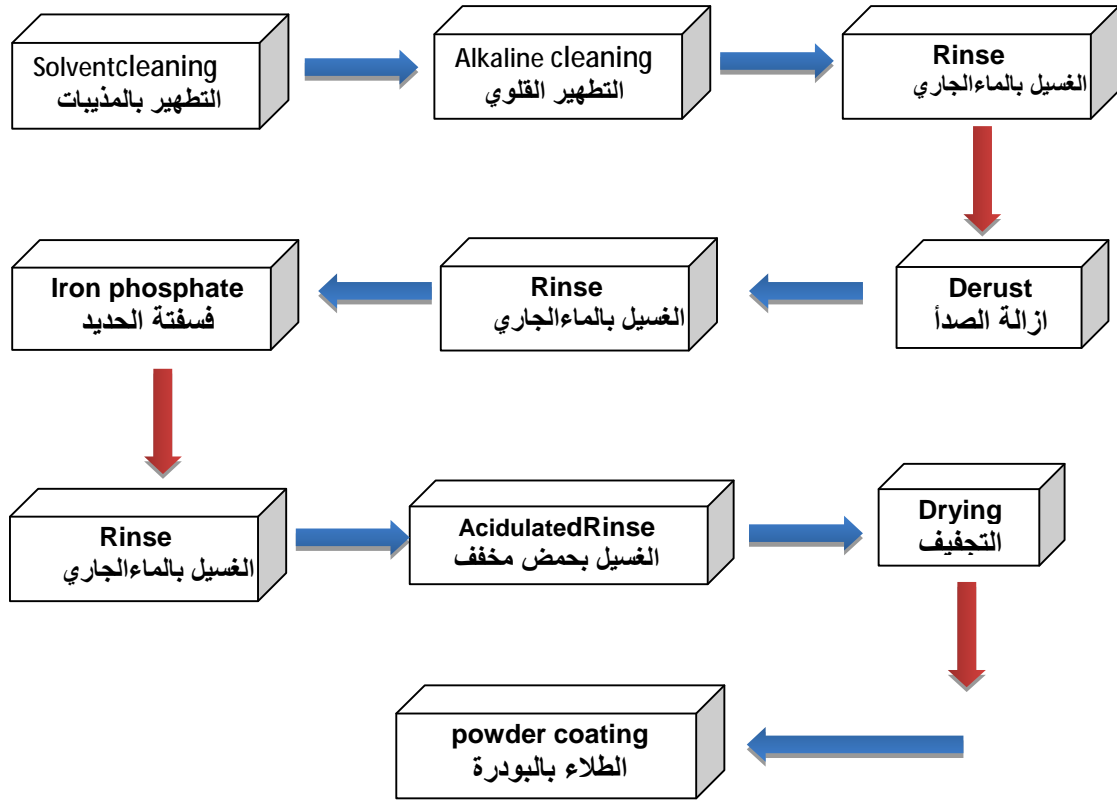 Solventcleaning
التطهير بالمذيبات
Alkaline cleaning
التطهير القلوي
Rinse
الغسيل بالماءالجاري
Derust
ازالة الصدأ
Rinse
الغسيل بالماءالجاري
Iron phosphate
فسفتة الحديد
Rinse
الغسيل بالماءالجاري
AcidulatedRinse
الغسيل بحمض مخفف
Drying
التجفيف
powder coating
الطلاء بالبودرة